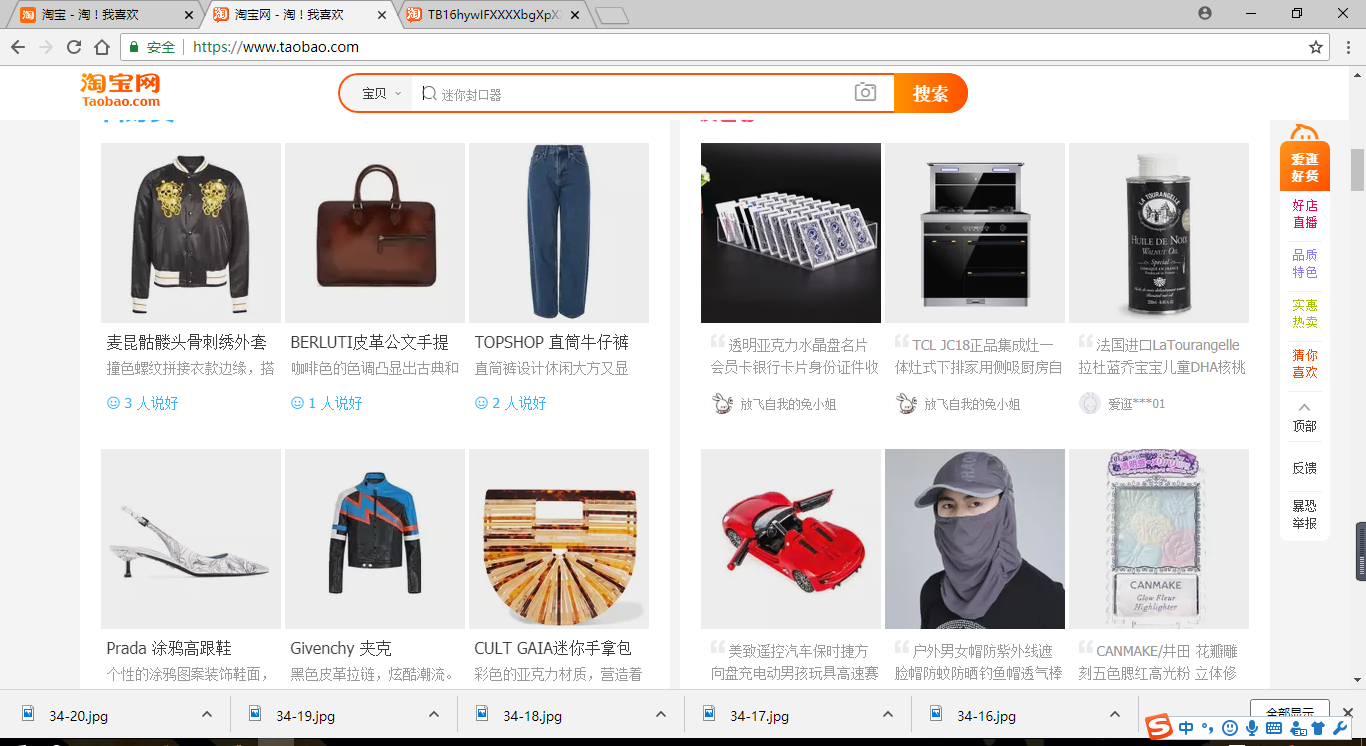 淘宝 - 淘！我喜欢
淘宝网 - 淘！我喜欢
TB16hywIFXXXXbgXpX
安全
https://www.taobao.com
淘宝网
Taobao.com
宝贝
迷你封口器
搜索
麦昆骷髅头骨刺绣外套
撞色螺纹拼接衣款边缘，搭
3 人说好
BERLUTI皮革公文手提
咖啡色的色调凸显出古典和
1 人说好
TOPSHOP 直筒牛仔裤
直筒裤设计休闲大方又显
2 人说好
透明亚克力水晶盘名片
会员卡银行卡片身份证件收
放飞自我的兔小姐
TCL JC18正品集成灶一
体灶式下排家用侧吸厨房自
放飞自我的兔小姐
LA TOURANGELLE
HUILE DE NOIX
WALNUT OIL
Special
法国进口LaTourangelle
拉杜蓝乔宝宝儿童DHA核桃
爱逛***01
Prada 涂鸦高跟鞋
个性的涂鸦图案装饰鞋面，
Givenchy 夹克
黑色皮革拉链，炫酷潮流。
CULT GAIA迷你手拿包
彩色的亚克力材质，营造着
美致遥控汽车保时捷方
向盘充电动男孩玩具高速赛
户外男女帽防紫外线遮
脸帽防蚊防晒钓鱼帽透气棒
CANMAKE
Glow Fleur
Highlighter
CANMAKE/井田 花瓣雕
刻五色腮红高光粉 立体修
爱逛
好货
好店
直播
品质
特色
实惠
热卖
猜你
喜欢
顶部
反馈
暴恐
举报
34-20.jpg
34-19.jpg
34-18.jpg
34-17.jpg
34-16.jpg
全部显示
中